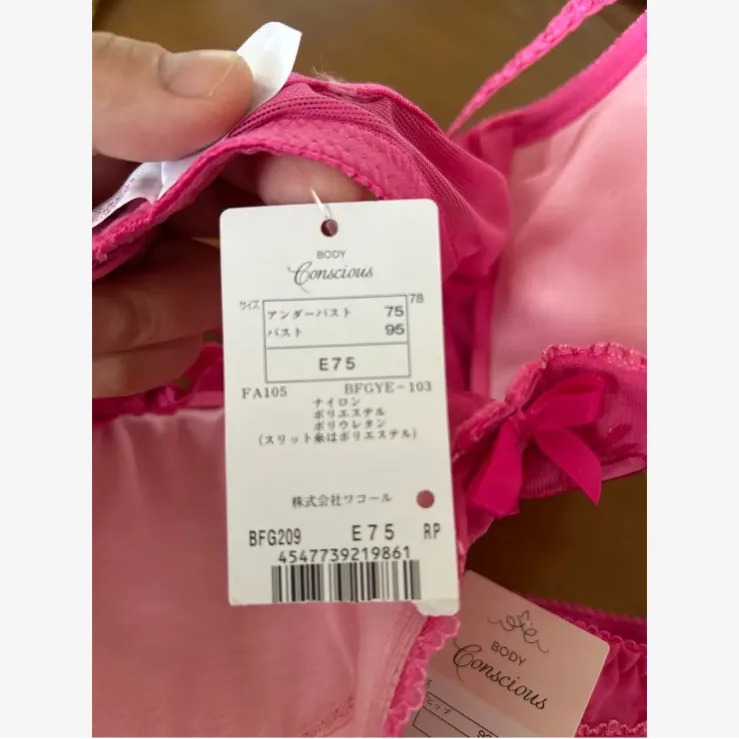 BODY
Conscious
サイズ
78
アンダーバスト 75
バスト 95
E75
FA105 BFGYE-103
ナイロン
ポリエステル
ポリウレタン
(スリット糸はポリエステル)
株式会社ワコール
BFG209 E75 RP
4547739219861
BODY
Conscious
ヒップ